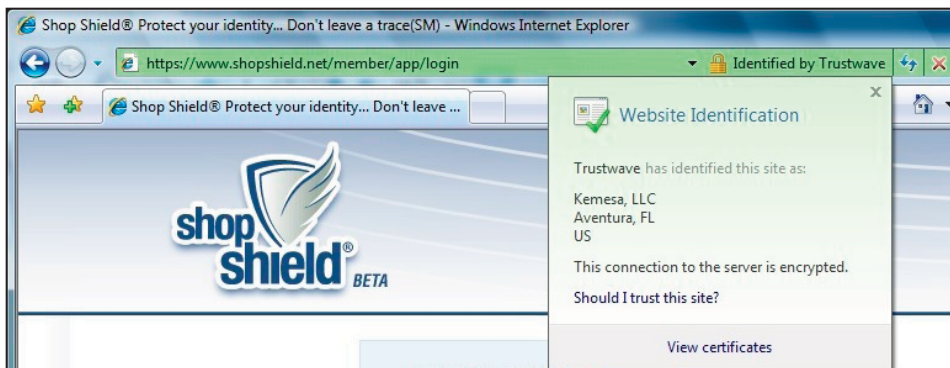 Shop Shield® Protect your identity... Don't leave a trace(SM) - Windows Internet Explorer
https://www.shopshield.net/member/app/login
Identified by Trustwave
Shop Shield® Protect your identity... Don't leave ...
Website Identification
Trustwave has identified this site as:
Kemesa, LLC
Aventura, FL
US
This connection to the server is encrypted.
Should I trust this site?
View certificates
shop
shield®
BETA